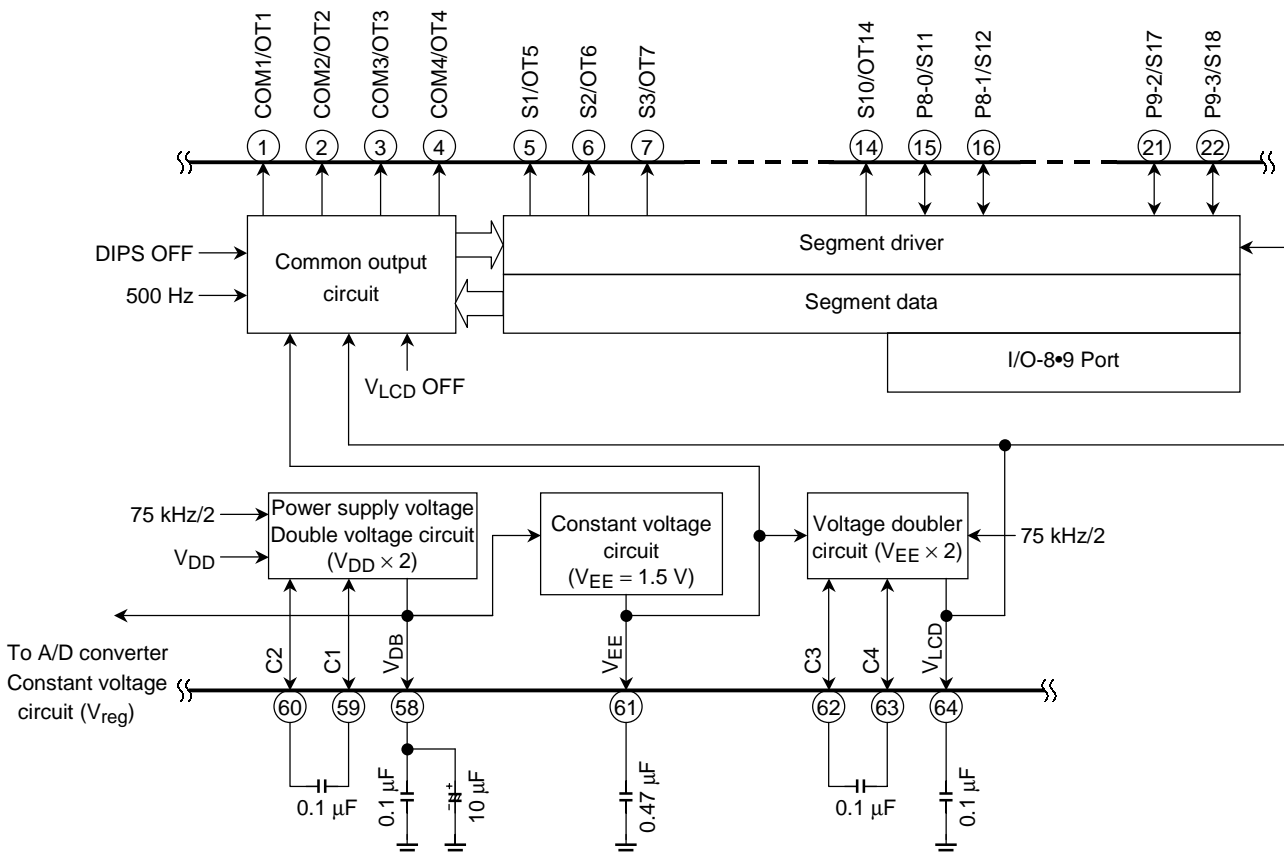 COM1/OT1
COM2/OT2
COM3/OT3
COM4/OT4
S1/OT5
S2/OT6
S3/OT7
S10/OT14
P8-0/S11
P8-1/S12
P9-2/S17
P9-3/S18
1
2
3
4
5
6
7
14
15
16
21
22
DIPS OFF
500 Hz
Common output
circuit
Segment driver
Segment data
I/O-8•9 Port
VLCD OFF
75 kHz/2
VDD
Power supply voltage
Double voltage circuit
(VDD × 2)
Constant voltage
circuit
(VEE = 1.5 V)
Voltage doubler
circuit (VEE × 2)
75 kHz/2
To A/D converter
Constant voltage
circuit (Vreg)
C2
C1
VDB
VEE
C3
C4
VLCD
60
59
58
61
62
63
64
0.1 μF
0.1 μF
+
-
10 μF
0.47 μF
0.1 μF
0.1 μF